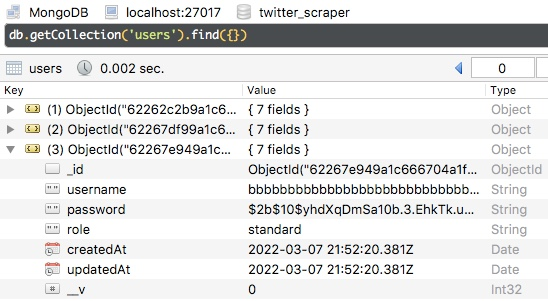 MongoDB localhost:27017 twitter_scraper
db.getCollection('users').find({})
users 0.002 sec. 0
Key Value Type
(1) ObjectId("62262c2b9a1c6... { 7 fields } Object
(2) ObjectId("62267df99a1c6... { 7 fields } Object
(3) ObjectId("62267e949a1c... { 7 fields } Object
_id ObjectId("62267e949a1c666704a1f... ObjectId
"" username bbbbbbbbbbbbbbbbbbbbbbbbbbbb... String
"" password $2b$10$yhdXqDmSa10b.3.EhkTk.u... String
"" role standard String
createdAt 2022-03-07 21:52:20.381Z Date
updatedAt 2022-03-07 21:52:20.381Z Date
# __v 0 Int32